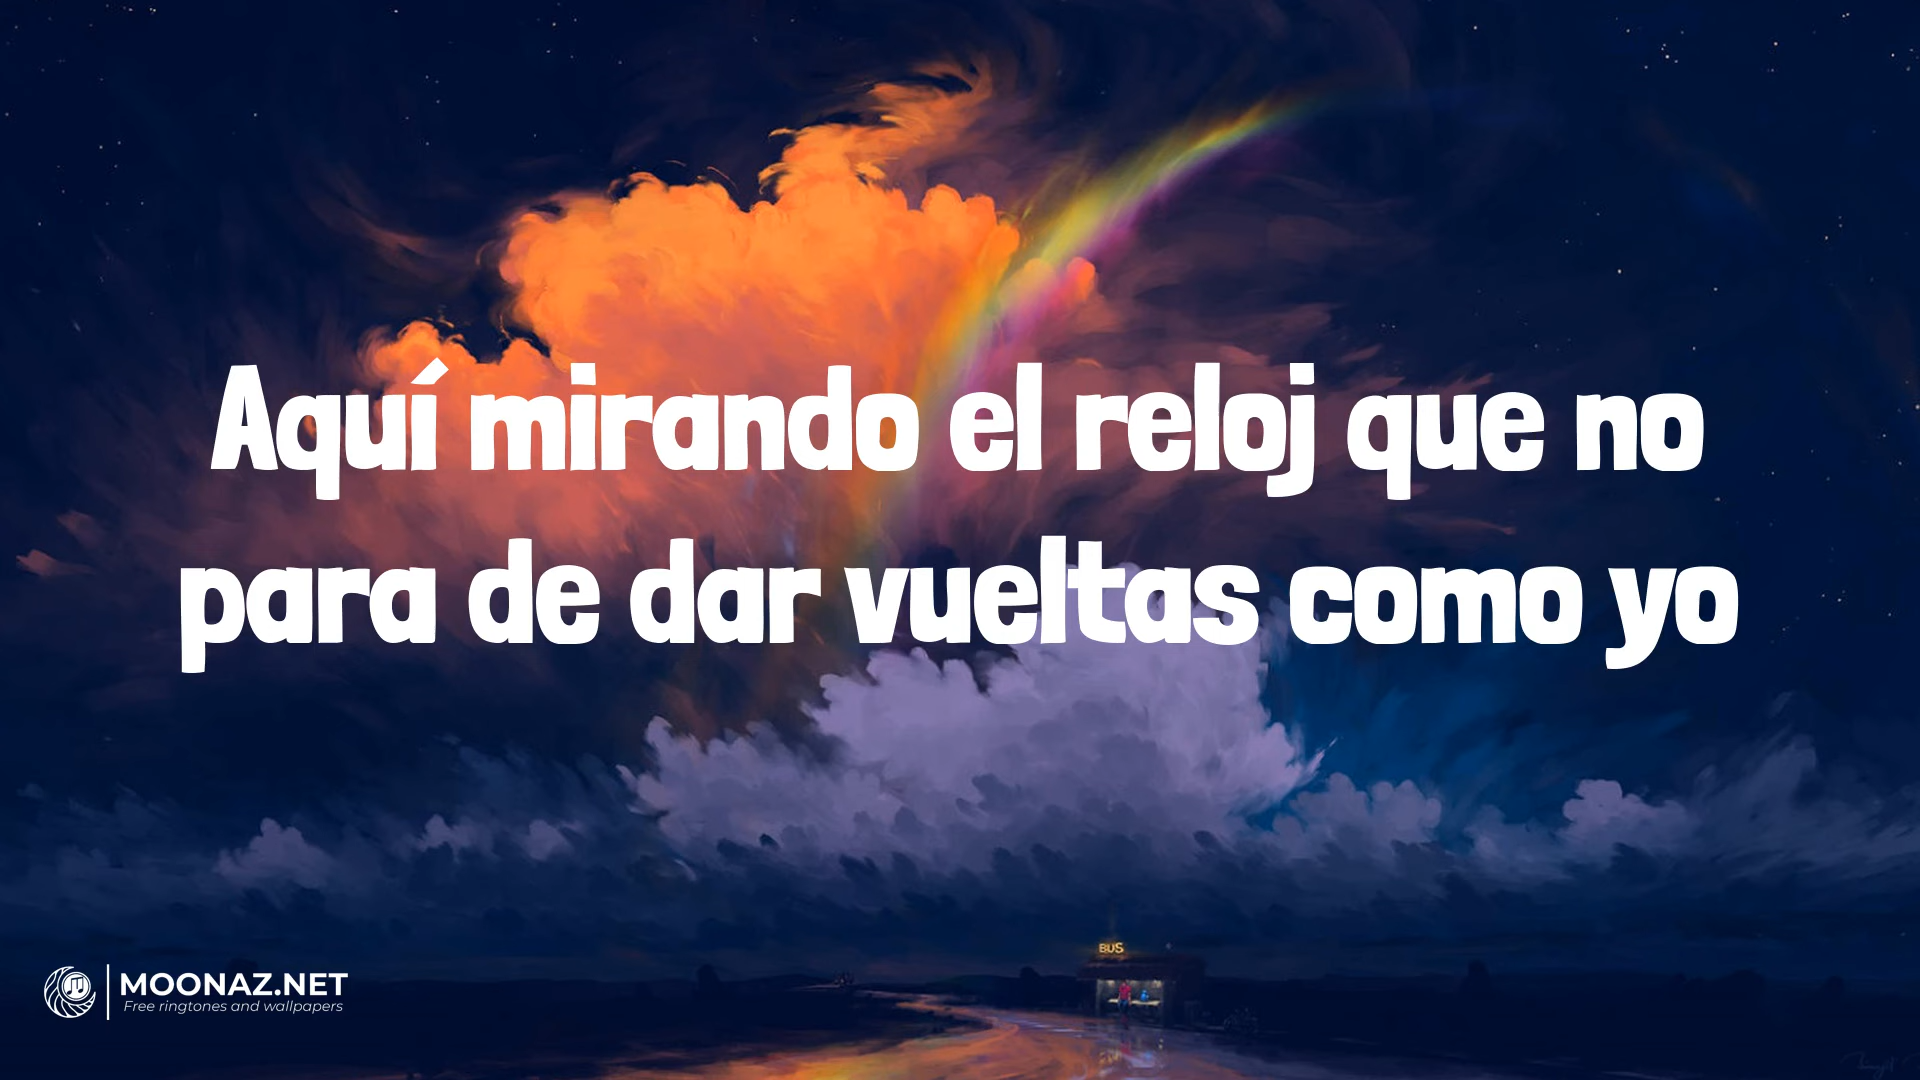 Aquí mirando el reloj que no
para de dar vueltas como yo
BUS
MOONAZ.NET
Free ringtones and wallpapers